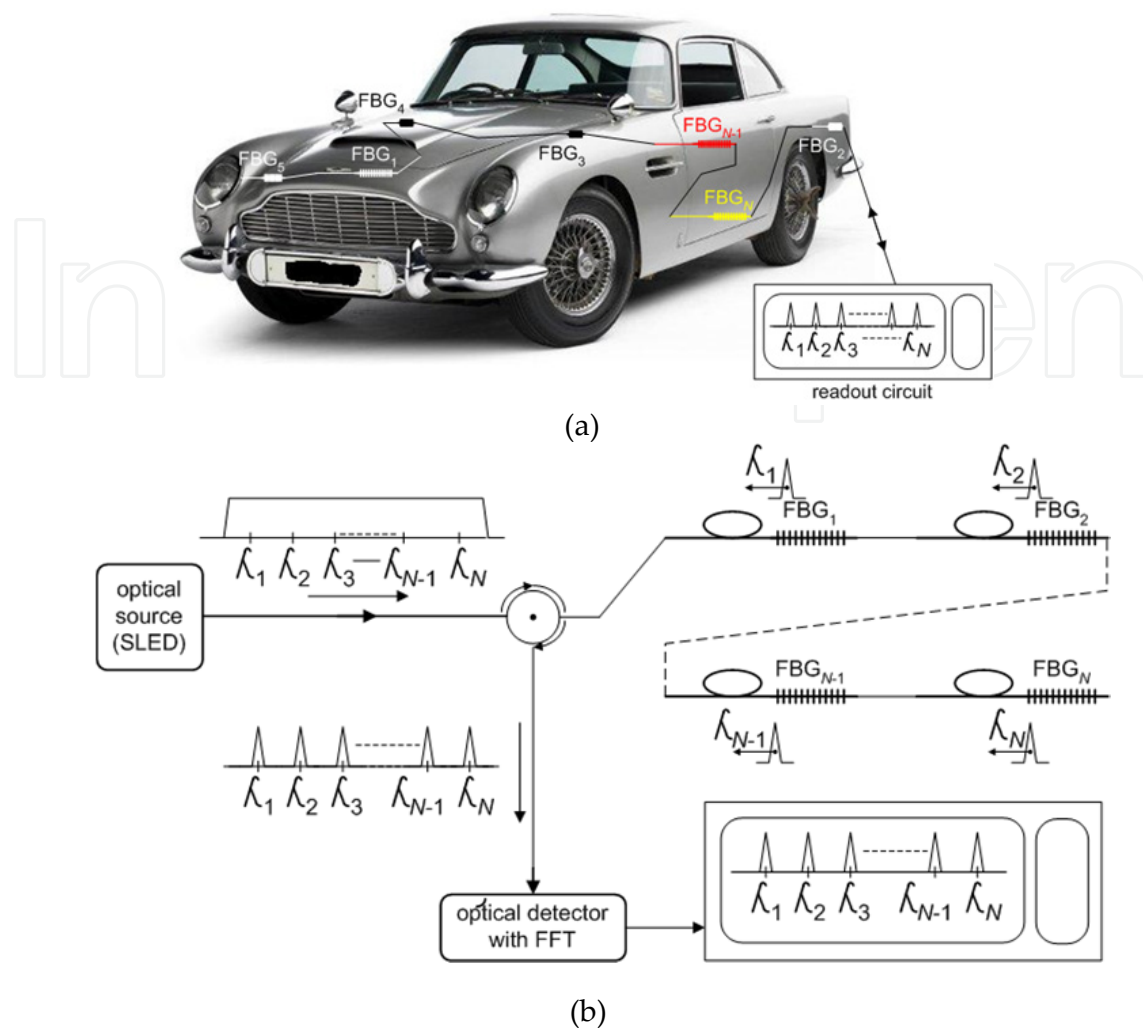 FBG4
FBG5
FBG1
FBG3
FBGN-1
FBG2
FBGN
In
en
λ1 λ2 λ3 λN
readout circuit
(a)
λ1 λ2
FBG1 FBG2
λ1 λ2 λ3 — λN-1 λN
optical
source
(SLED)
FBGN-1 FBGN
λN-1 λN
λ1 λ2 λ3 λN-1 λN
λ1 λ2 λ3 λN-1 λN
optical detector
with FFT
(b)